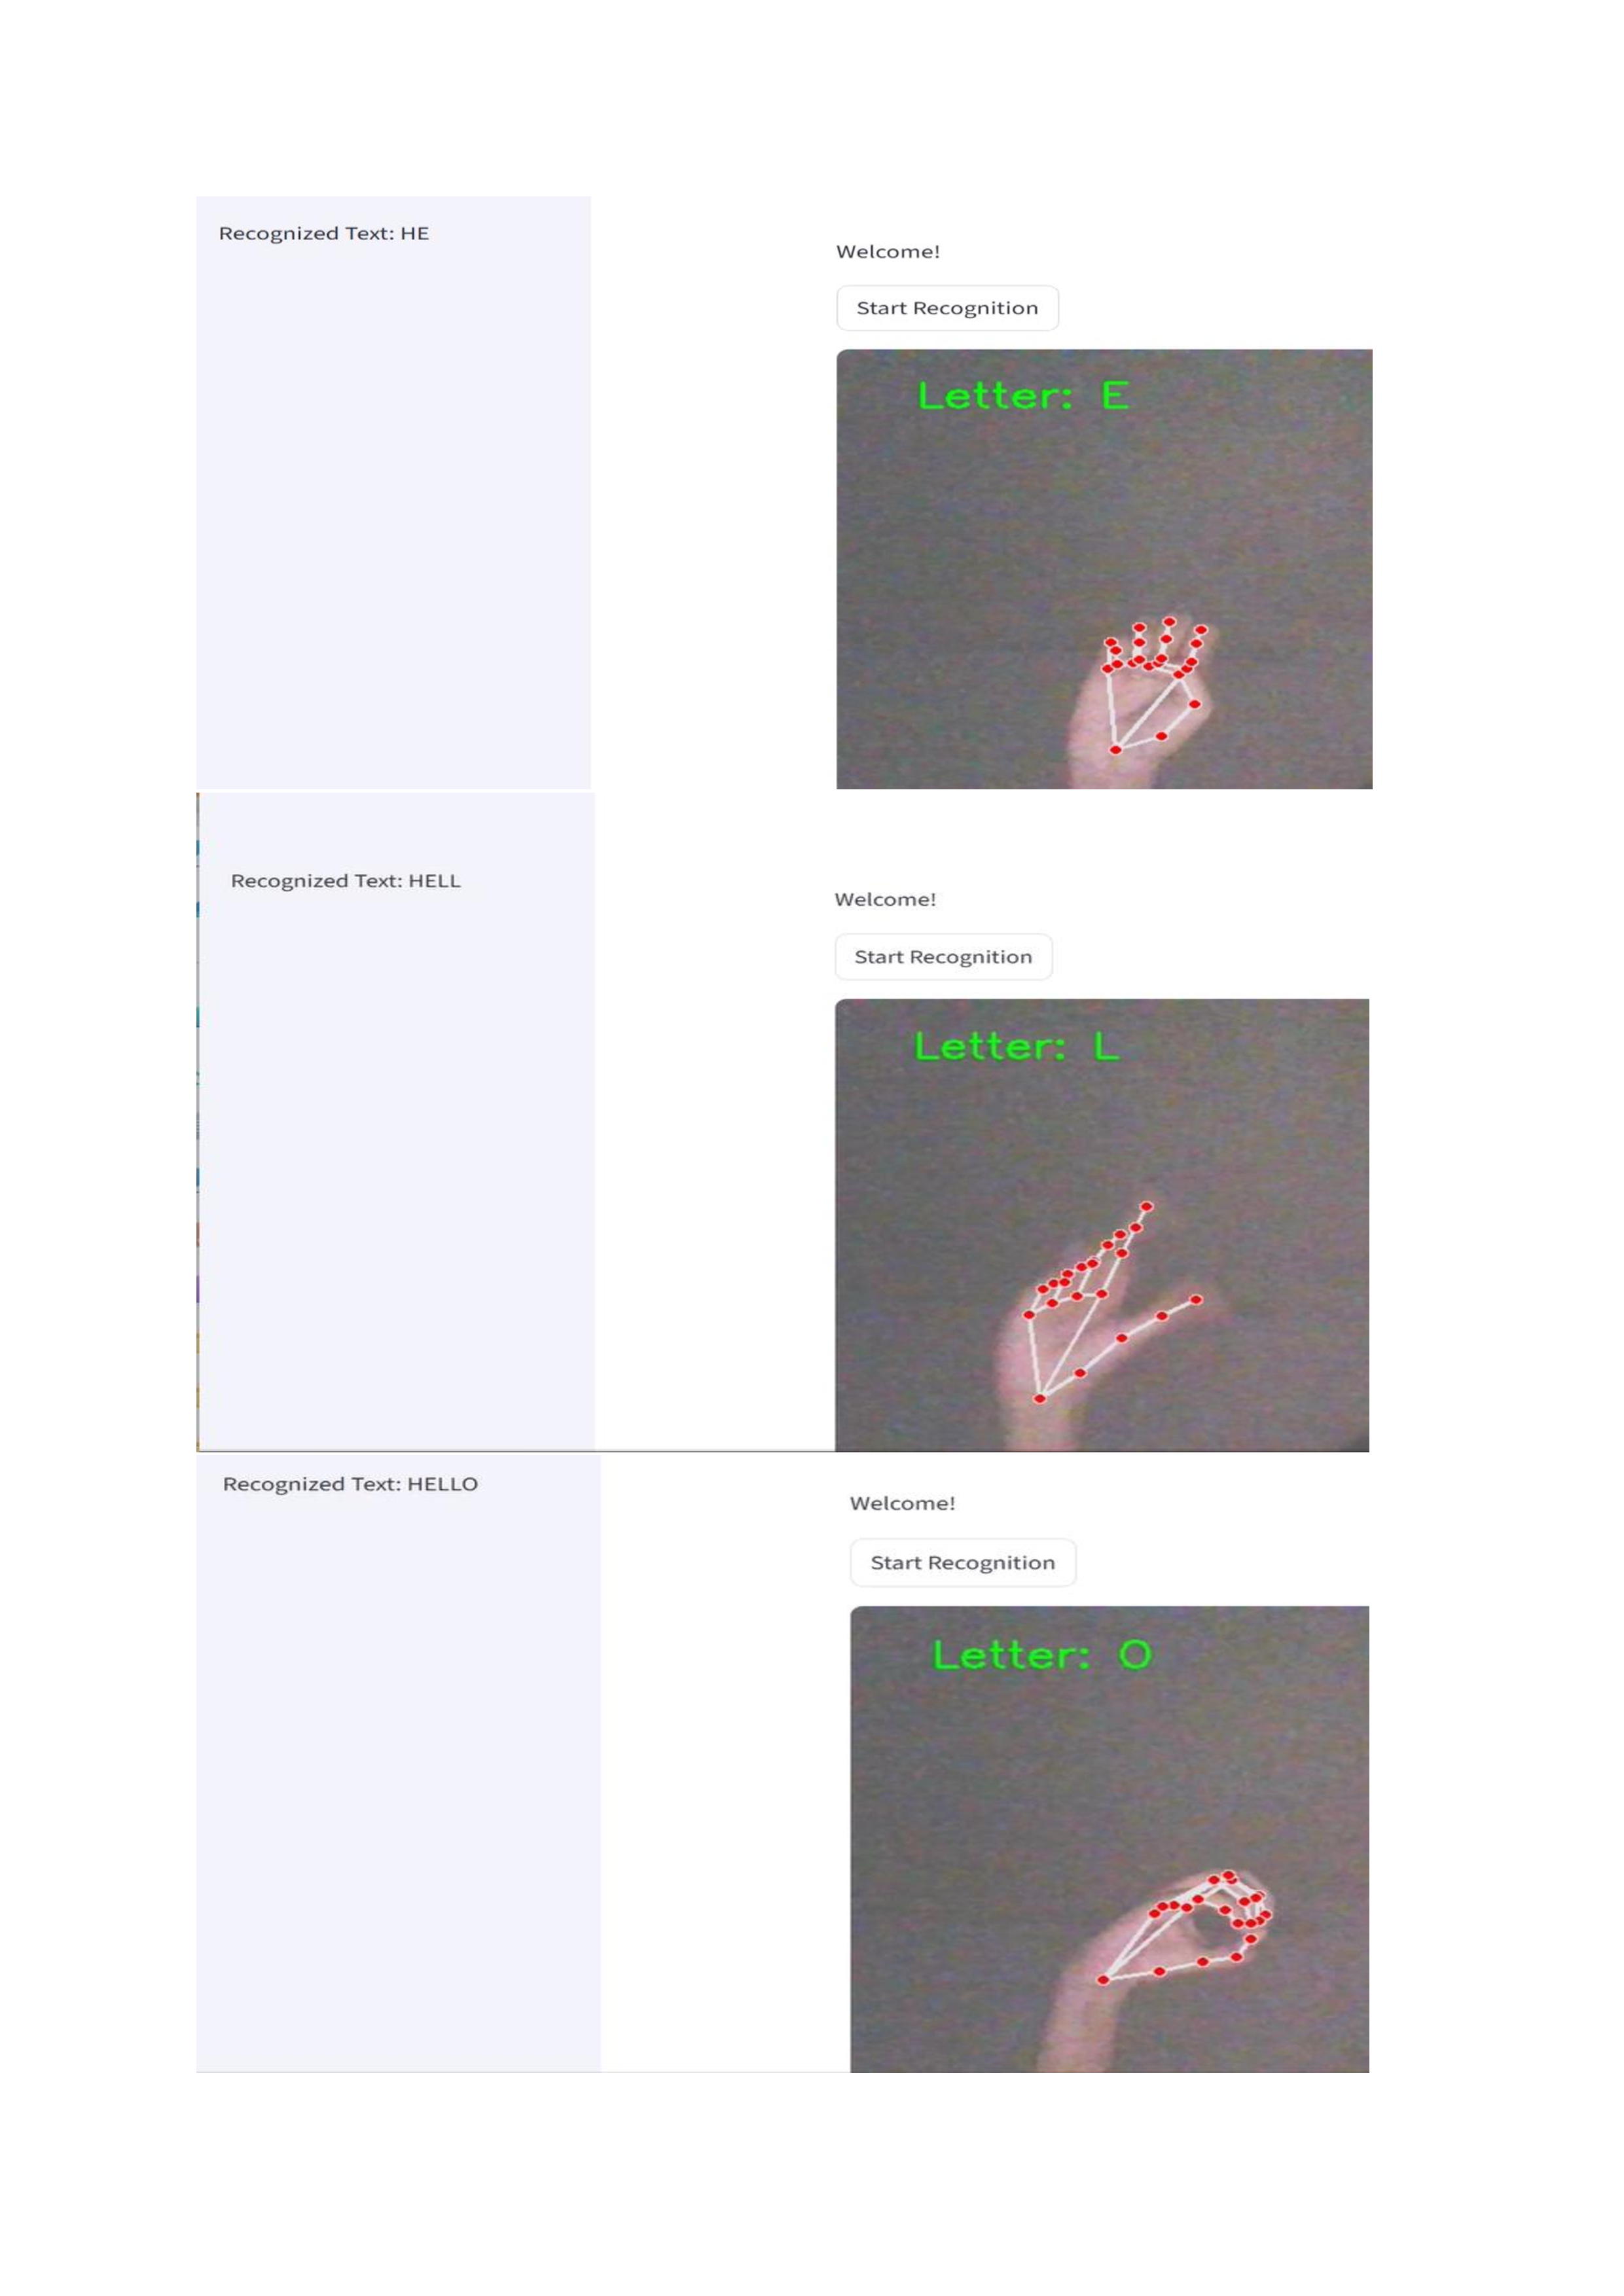 Recognized Text: HE
Welcome!
Start Recognition
Letter: E
Recognized Text: HELL
Welcome!
Start Recognition
Letter: L
Recognized Text: HELLO
Welcome!
Start Recognition
Letter: O